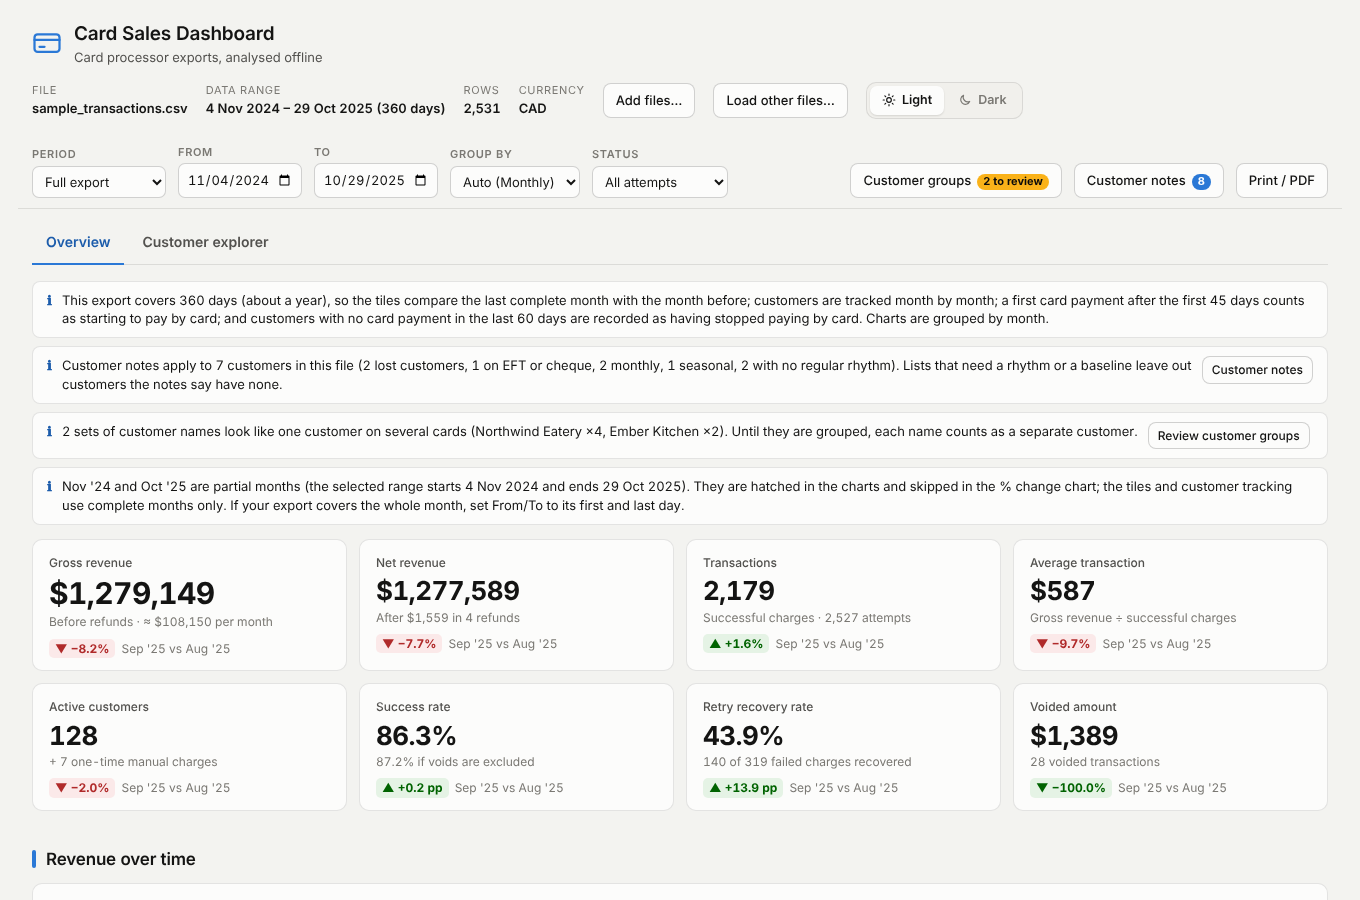 Card Sales Dashboard
Card processor exports, analysed offline
FILE
sample_transactions.csv
DATA RANGE
4 Nov 2024 – 29 Oct 2025 (360 days)
ROWS
2,531
CURRENCY
CAD
Add files...
Load other files...
Light
Dark
PERIOD
Full export
FROM
11/04/2024
TO
10/29/2025
GROUP BY
Auto (Monthly)
STATUS
All attempts
Customer groups 2 to review
Customer notes 8
Print / PDF
Overview
Customer explorer
This export covers 360 days (about a year), so the tiles compare the last complete month with the month before; customers are tracked month by month; a first card payment after the first 45 days counts
as starting to pay by card; and customers with no card payment in the last 60 days are recorded as having stopped paying by card. Charts are grouped by month.
Customer notes apply to 7 customers in this file (2 lost customers, 1 on EFT or cheque, 2 monthly, 1 seasonal, 2 with no regular rhythm). Lists that need a rhythm or a baseline leave out
customers the notes say have none.
Customer notes
2 sets of customer names look like one customer on several cards (Northwind Eatery ×4, Ember Kitchen ×2). Until they are grouped, each name counts as a separate customer.
Review customer groups
Nov '24 and Oct '25 are partial months (the selected range starts 4 Nov 2024 and ends 29 Oct 2025). They are hatched in the charts and skipped in the % change chart; the tiles and customer tracking
use complete months only. If your export covers the whole month, set From/To to its first and last day.
Gross revenue
$1,279,149
Before refunds · ≈ $108,150 per month
▼ −8.2% Sep '25 vs Aug '25
Net revenue
$1,277,589
After $1,559 in 4 refunds
▼ −7.7% Sep '25 vs Aug '25
Transactions
2,179
Successful charges · 2,527 attempts
▲ +1.6% Sep '25 vs Aug '25
Average transaction
$587
Gross revenue ÷ successful charges
▼ −9.7% Sep '25 vs Aug '25
Active customers
128
+ 7 one-time manual charges
▼ −2.0% Sep '25 vs Aug '25
Success rate
86.3%
87.2% if voids are excluded
▲ +0.2 pp Sep '25 vs Aug '25
Retry recovery rate
43.9%
140 of 319 failed charges recovered
▲ +13.9 pp Sep '25 vs Aug '25
Voided amount
$1,389
28 voided transactions
▼ −100.0% Sep '25 vs Aug '25
Revenue over time